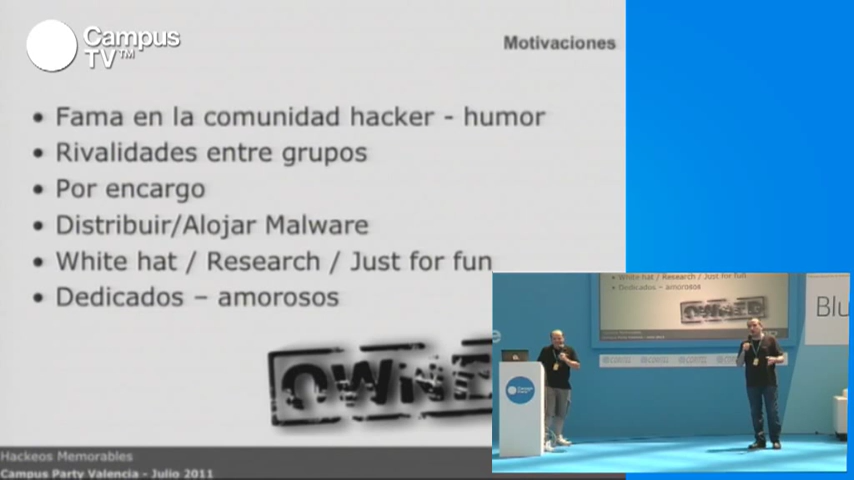 Campus
TV™
Motivaciones
• Fama en la comunidad hacker - humor
• Rivalidades entre grupos
• Por encargo
• Distribuir/Alojar Malware
• White hat / Research / Just for fun
• Dedicados – amorosos
OWNE
Hackeos Memorables
Campus Party Valencia - Julio 2011
White hat / Research / Just for fun
• Dedicados – amorosos
OWNED
Blu